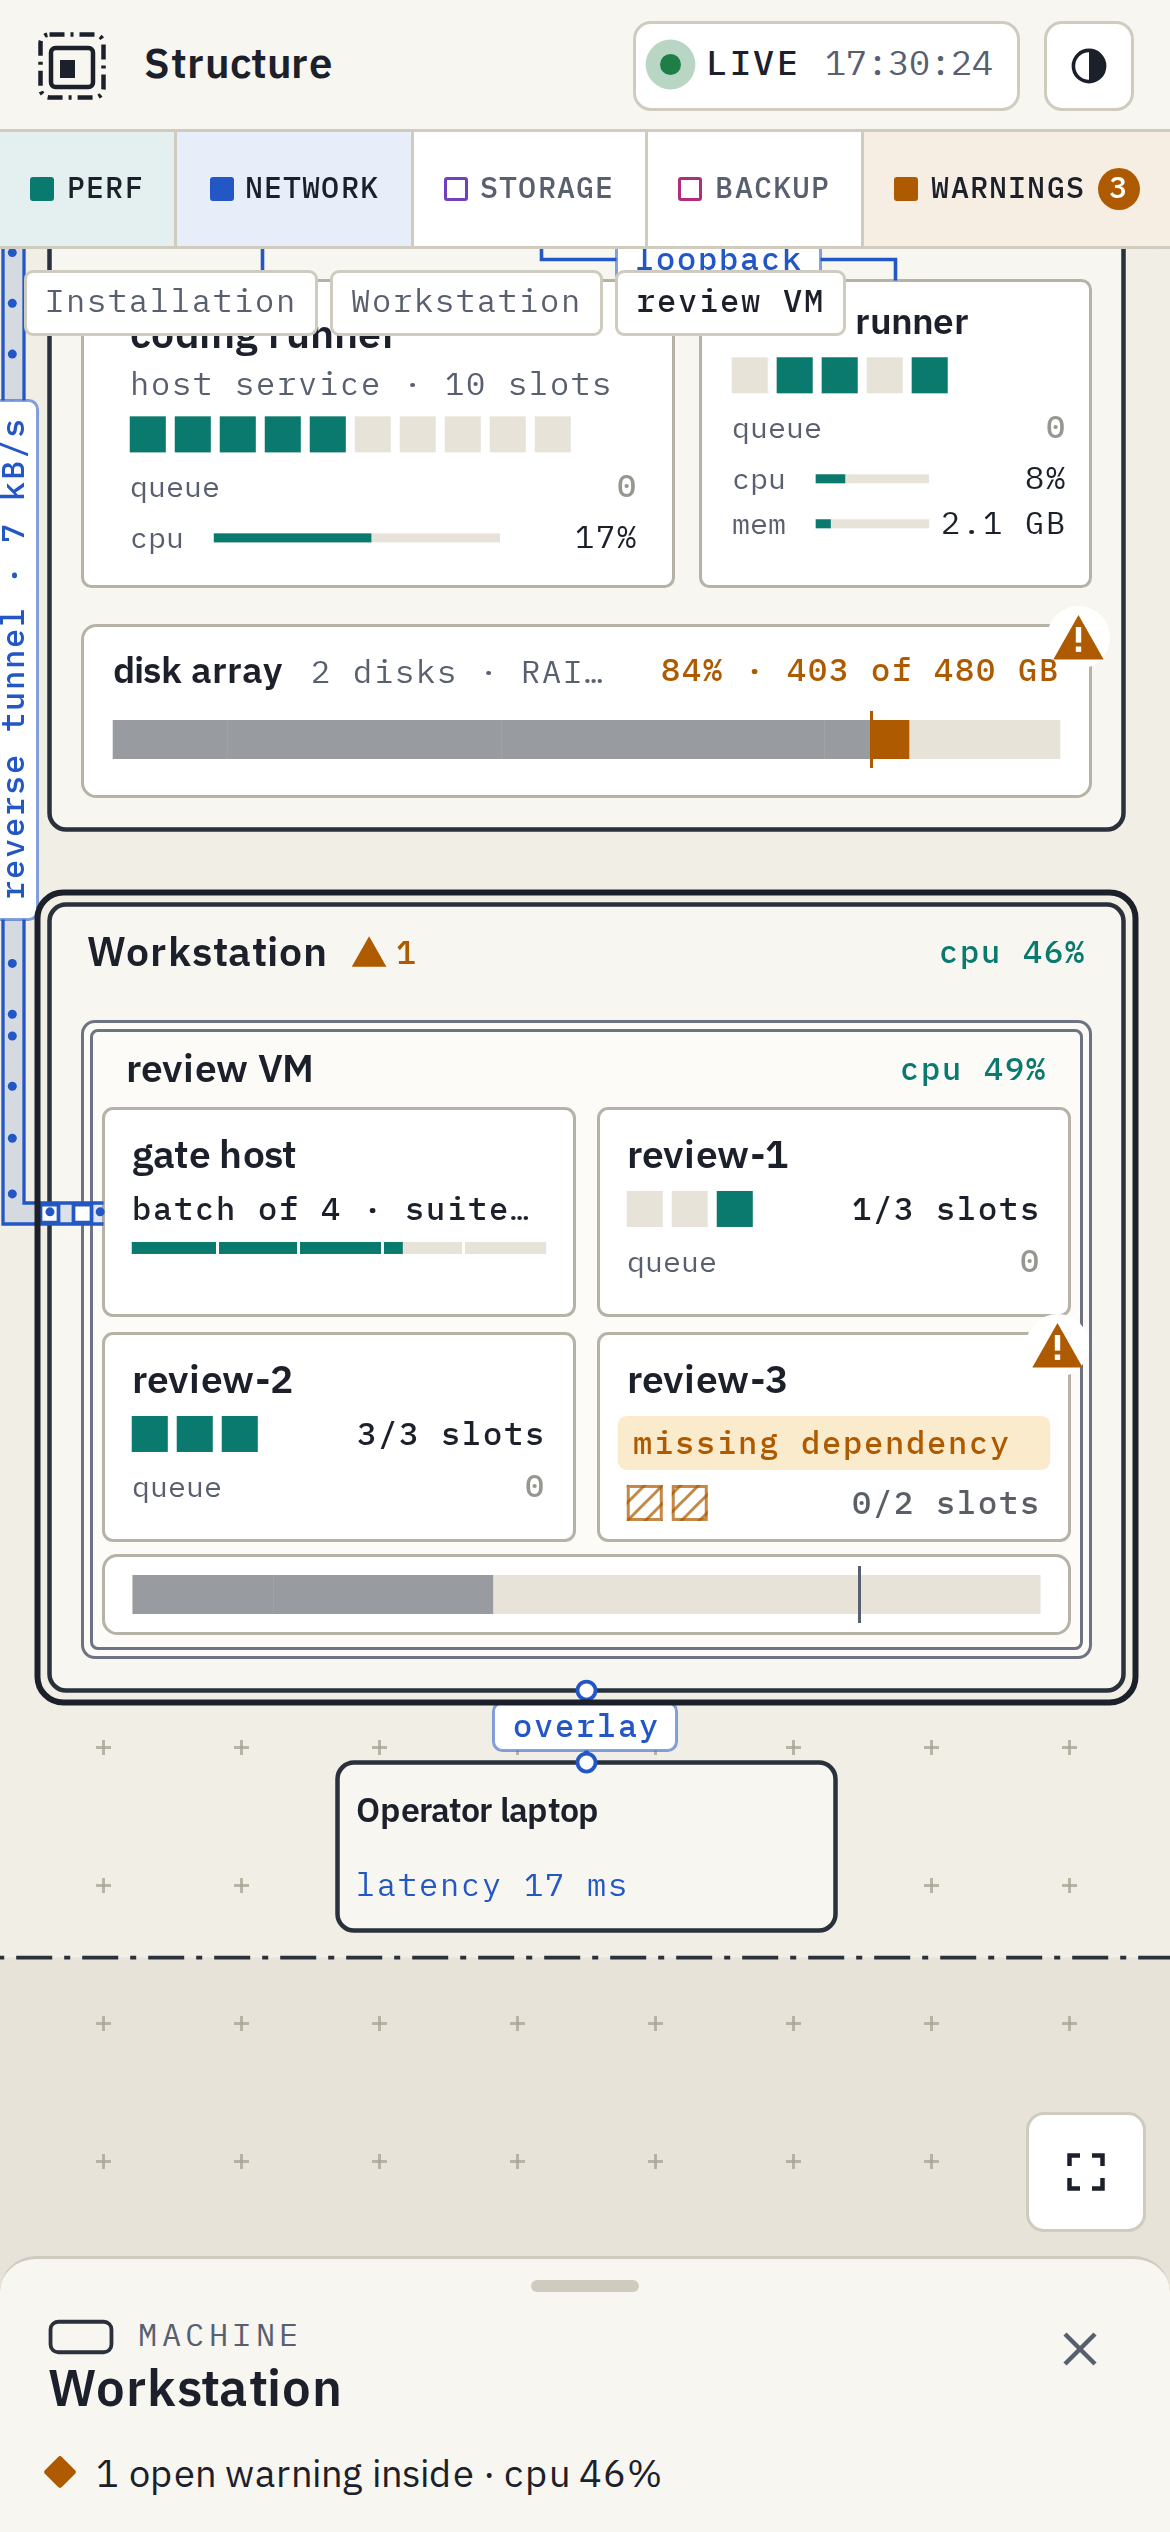 Structure
LIVE 17:30:24
PERF
NETWORK
STORAGE
BACKUP
WARNINGS 3
loopback
Installation
Workstation
review VM
coding runner
host service · 10 slots
queue 0
cpu 17%
runner
queue 0
cpu 8%
mem 2.1 GB
reverse tunnel · 7 kB/s
disk array 2 disks · RAI… 84% · 403 of 480 GB
Workstation 1 cpu 46%
review VM cpu 49%
gate host
batch of 4 · suite…
review-1
1/3 slots
queue 0
review-2
3/3 slots
queue 0
review-3
missing dependency
0/2 slots
overlay
Operator laptop
latency 17 ms
MACHINE
Workstation
1 open warning inside · cpu 46%